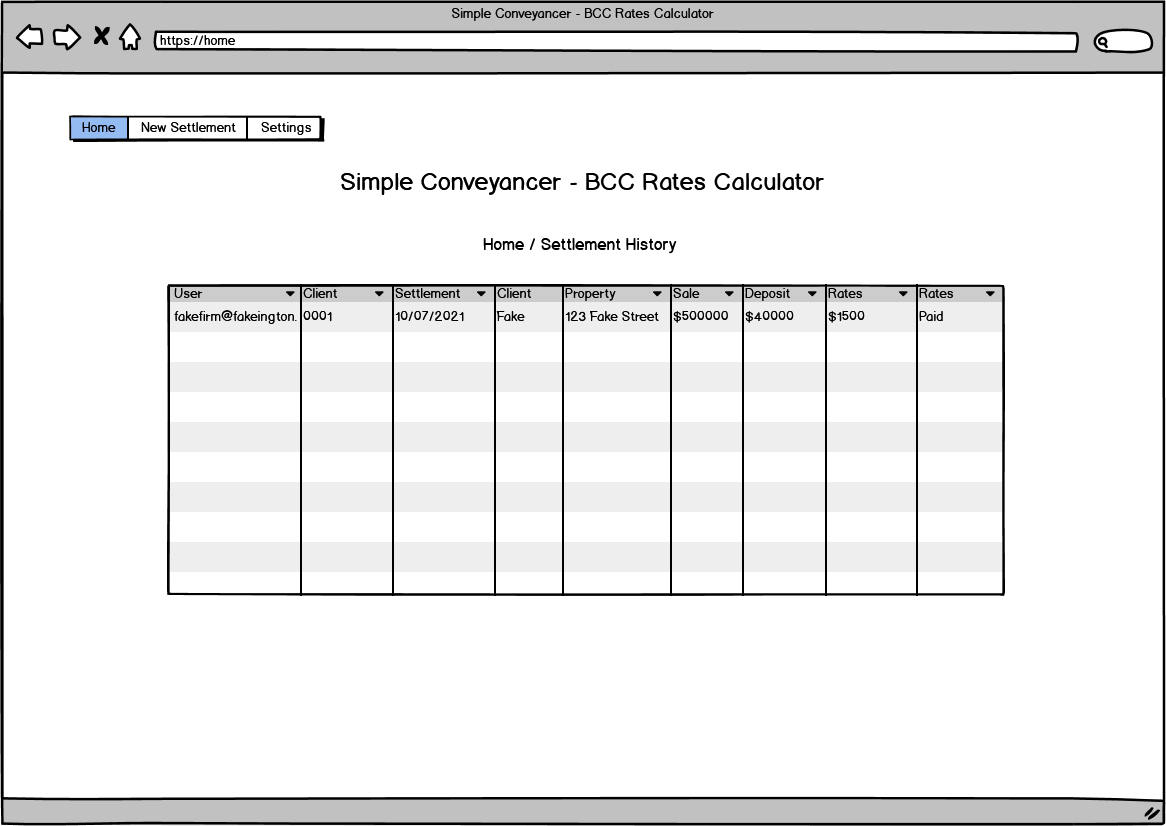 Simple Conveyancer - BCC Rates Calculator
https://home
Home New Settlement Settings
Simple Conveyancer - BCC Rates Calculator
Home / Settlement History
User Client Settlement Client Property Sale Deposit Rates Rates
fakefirm@fakeington. 0001 10/07/2021 Fake 123 Fake Street $500000 $40000 $1500 Paid